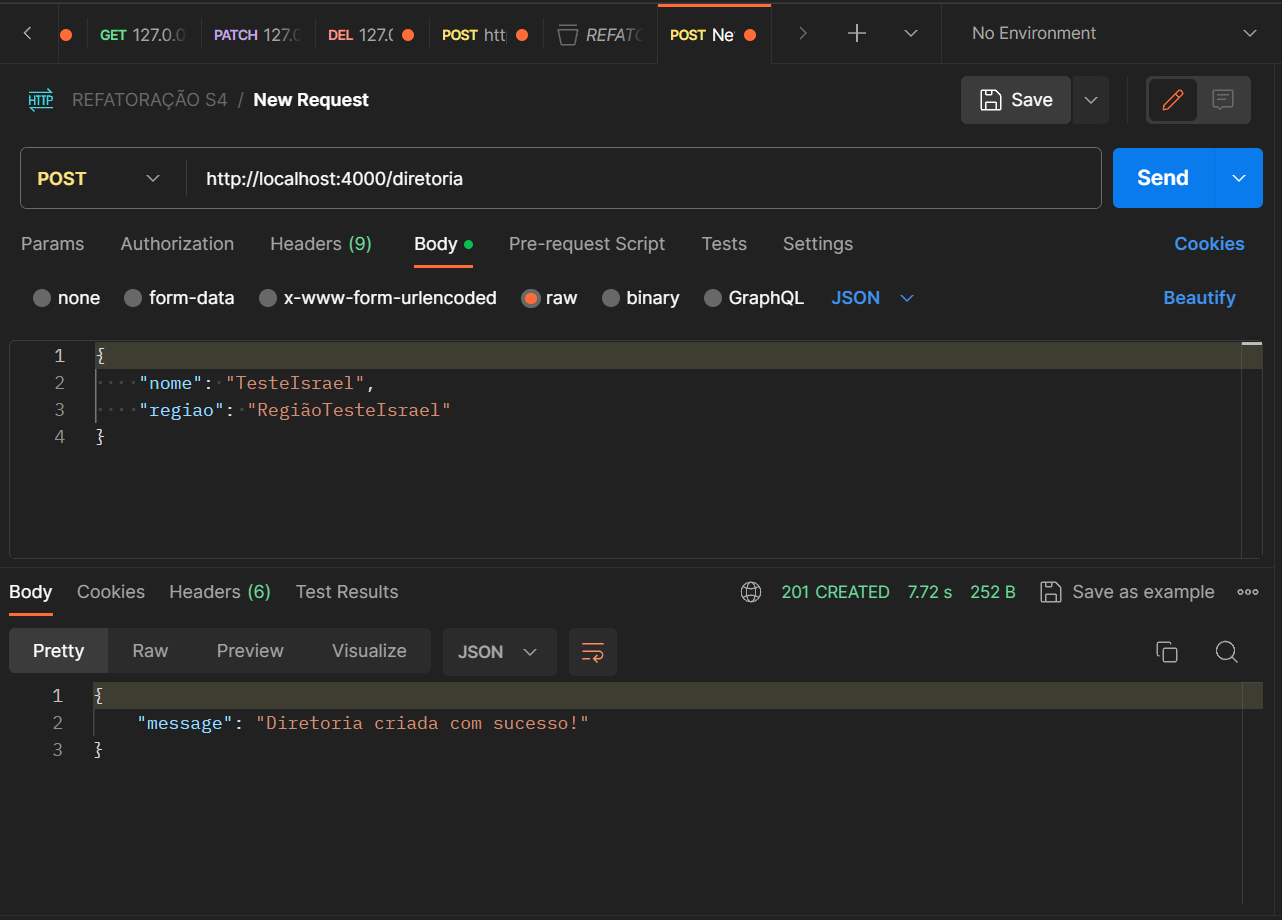 GET 127.0.0
PATCH 127.0
DEL 127.0
POST htt
REFATO
POST Ne
No Environment
HTTP REFATORAÇÃO S4 / New Request
Save
POST http://localhost:4000/diretoria
Send
Params Authorization Headers (9) Body Pre-request Script Tests Settings Cookies
none form-data x-www-form-urlencoded raw binary GraphQL JSON Beautify
1 {
2 "nome": "TesteIsrael",
3 "regiao": "RegiãoTesteIsrael"
4 }
Body Cookies Headers (6) Test Results 201 CREATED 7.72 s 252 B Save as example
Pretty Raw Preview Visualize JSON
1 {
2 "message": "Diretoria criada com sucesso!"
3 }